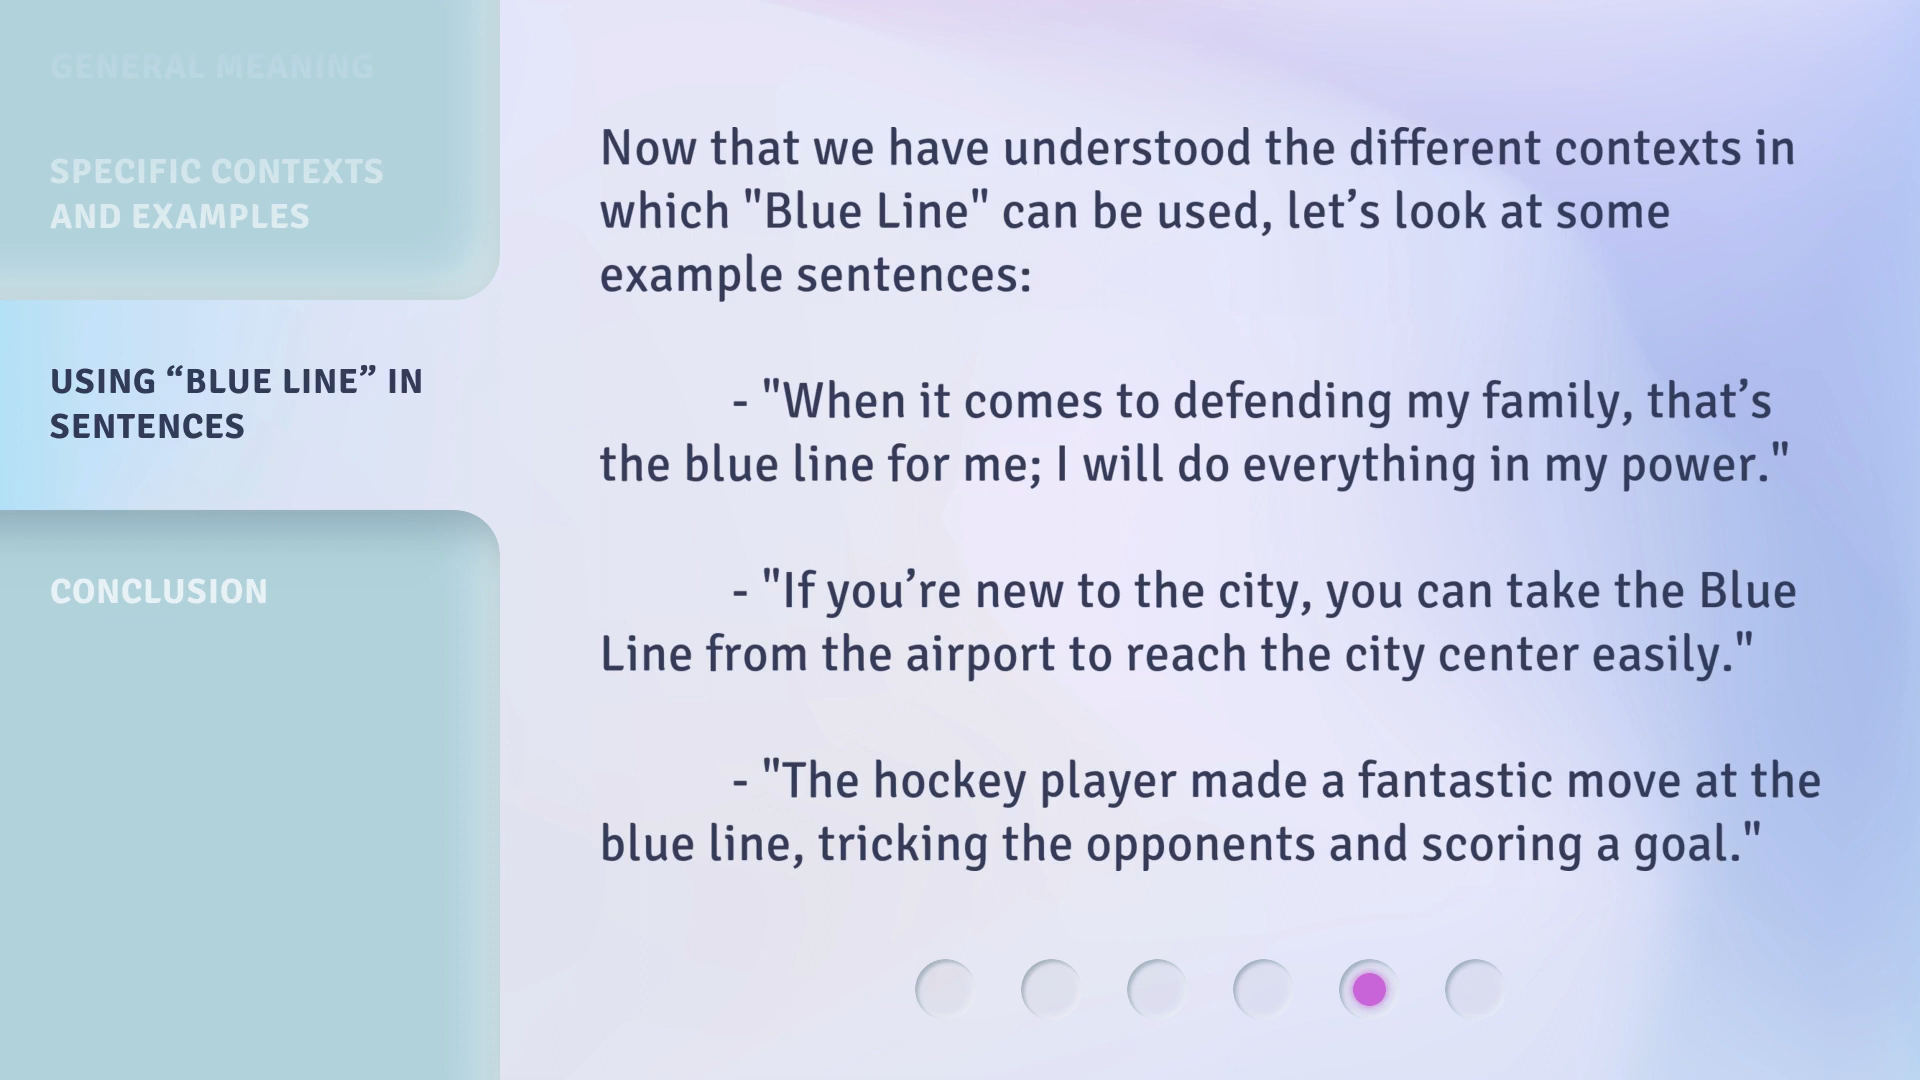 GENERAL MEANING
SPECIFIC CONTEXTS
AND EXAMPLES
USING “BLUE LINE” IN
SENTENCES
CONCLUSION
Now that we have understood the different contexts in
which "Blue Line" can be used, let’s look at some
example sentences:
- "When it comes to defending my family, that’s
the blue line for me; I will do everything in my power."
- "If you’re new to the city, you can take the Blue
Line from the airport to reach the city center easily."
- "The hockey player made a fantastic move at the
blue line, tricking the opponents and scoring a goal."